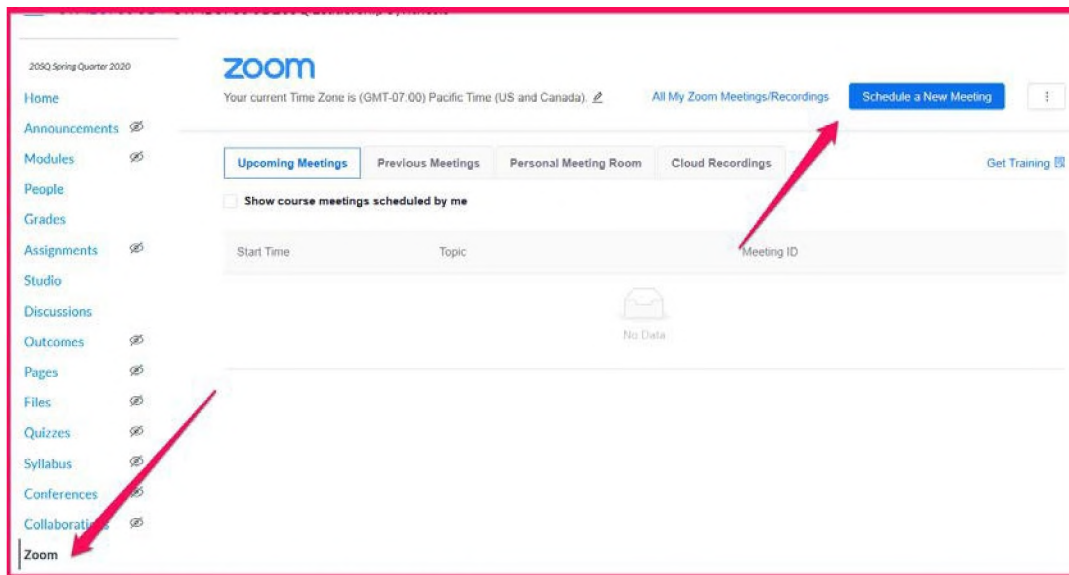 20SQ Spring Quarter 2020
Home
Announcements
Modules
People
Grades
Assignments
Studio
Discussions
Outcomes
Pages
Files
Quizzes
Syllabus
Conferences
Collaborations
Zoom
zoom
Your current Time Zone is (GMT-07:00) Pacific Time (US and Canada).
All My Zoom Meetings/Recordings
Schedule a New Meeting
Upcoming Meetings
Previous Meetings
Personal Meeting Room
Cloud Recordings
Get Training
Show course meetings scheduled by me
Start Time
Topic
Meeting ID
No Data